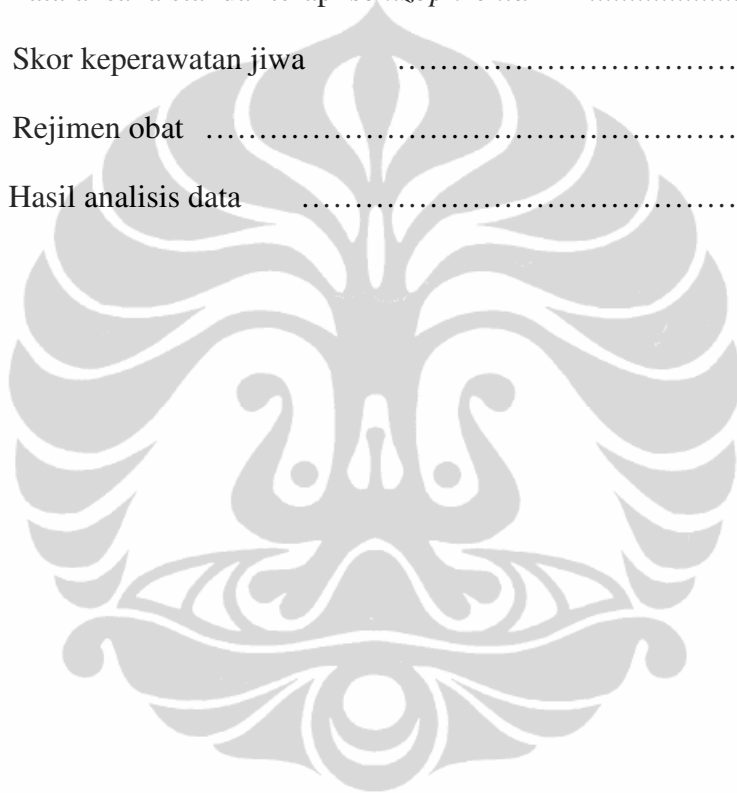 Skor keperawatan jiwa ……………………………
Rejimen obat ………………………………………………
Hasil analisis data ……………………………………